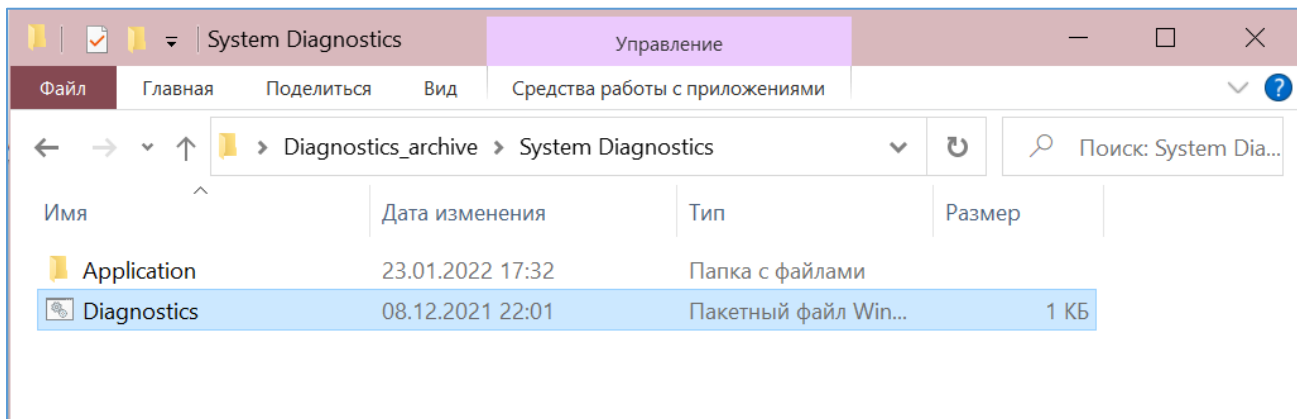 System Diagnostics Управление
Файл Главная Поделиться Вид Средства работы с приложениями ?
Diagnostics_archive System Diagnostics Поиск: System Dia...
Имя Дата изменения Тип Размер
Application 23.01.2022 17:32 Папка с файлами
Diagnostics 08.12.2021 22:01 Пакетный файл Win... 1 КБ